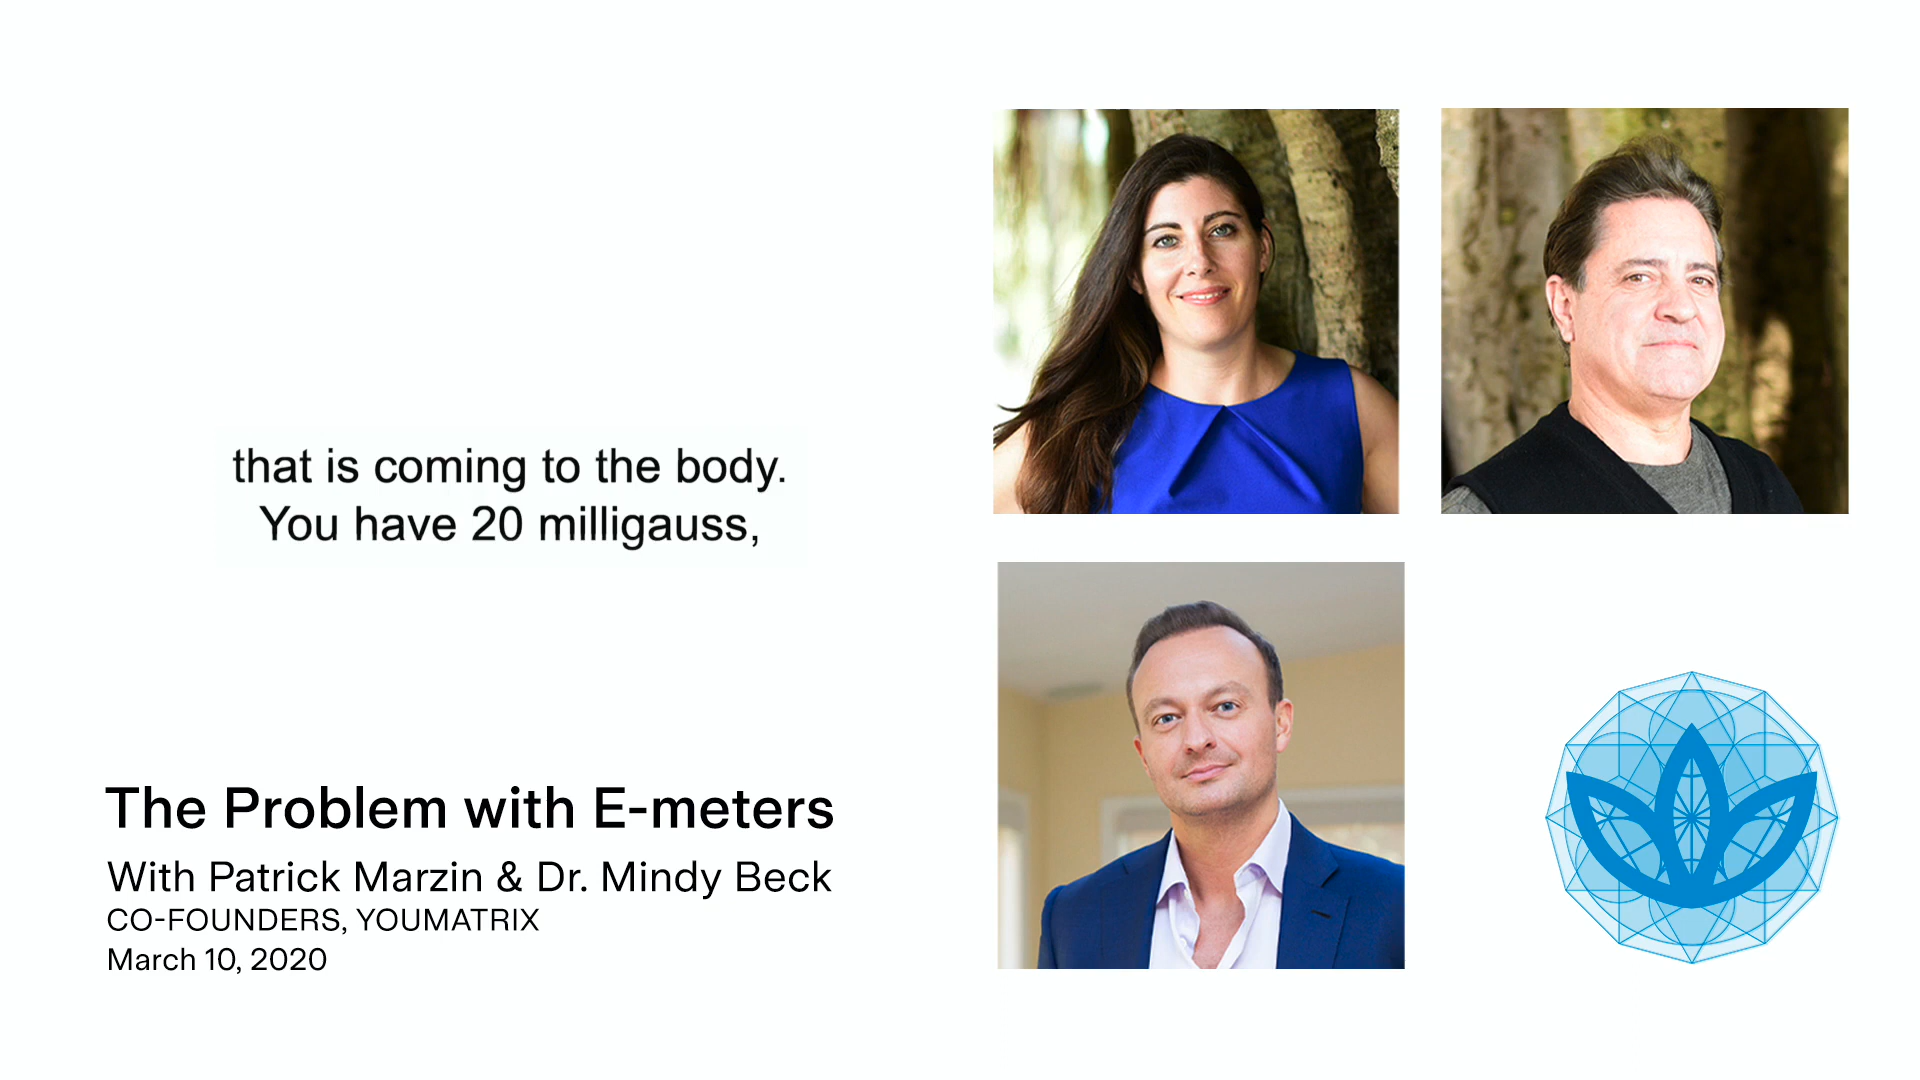 that is coming to the body.
You have 20 milligauss,
The Problem with E-meters
With Patrick Marzin & Dr. Mindy Beck
CO-FOUNDERS, YOUMATRIX
March 10, 2020